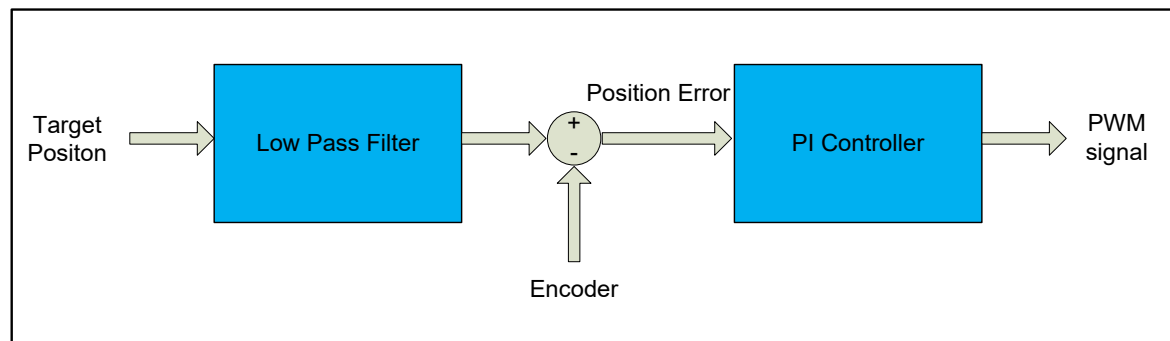 Target
Positon
Low Pass Filter
+
-
Position Error
PI Controller
PWM
signal
Encoder